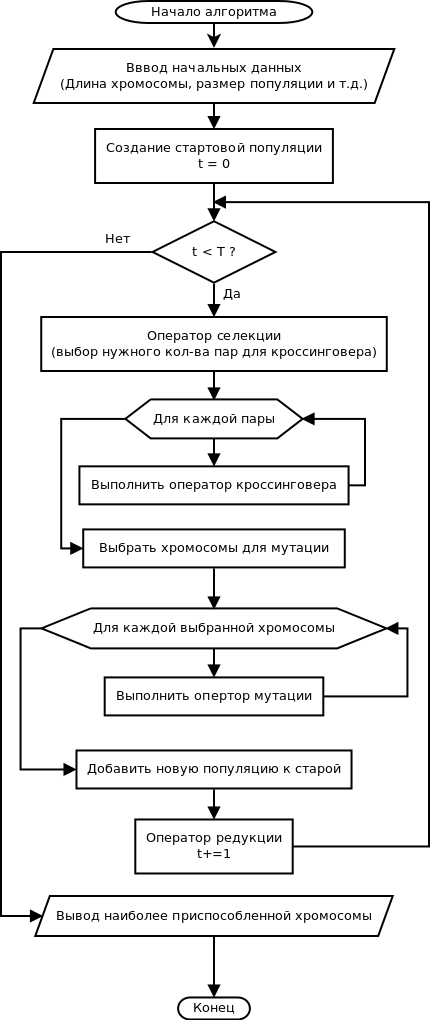 Начало алгоритма
Вввод начальных данных
(Длина хромосомы, размер популяции и т.д.)
Создание стартовой популяции
t = 0
t < T ?
Нет
Да
Оператор селекции
(выбор нужного кол-ва пар для кроссинговера)
Для каждой пары
Выполнить оператор кроссинговера
Выбрать хромосомы для мутации
Для каждой выбранной хромосомы
Выполнить опертор мутации
Добавить новую популяцию к старой
Оператор редукции
t+=1
Вывод наиболее приспособленной хромосомы
Конец